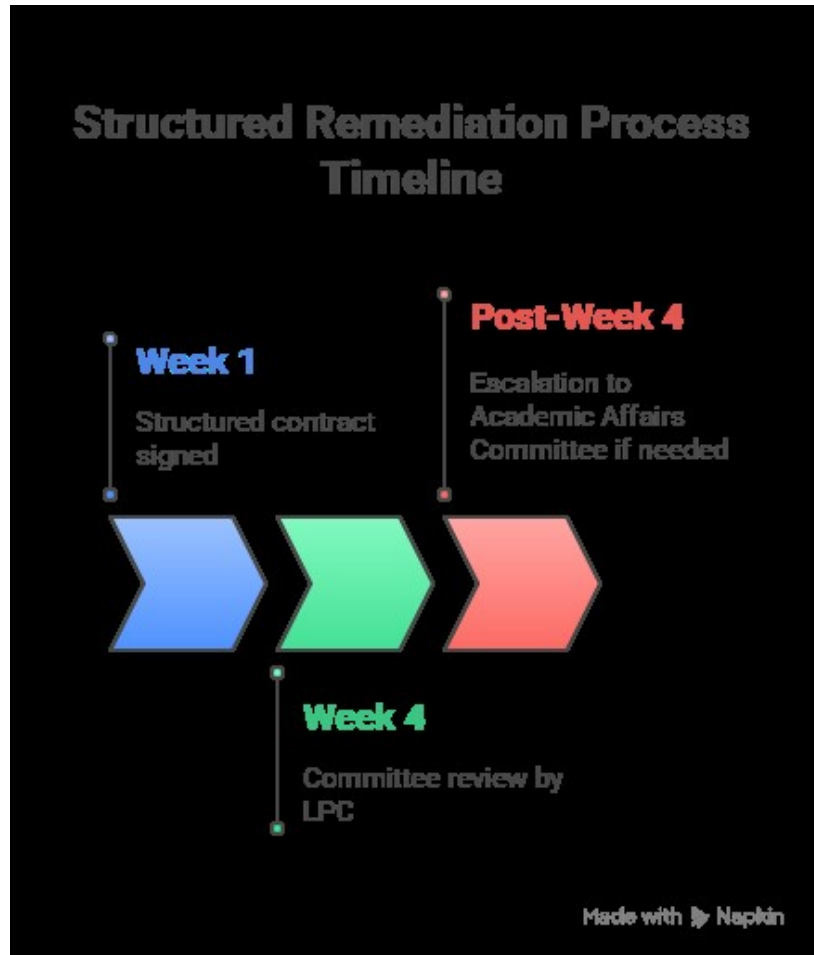 Structured Remediation Process
Timeline
Week 1
Structured contract
signed
Post-Week 4
Escalation to
Academic Affairs
Committee if needed
Week 4
Committee review by
LPC
Made with Napkin